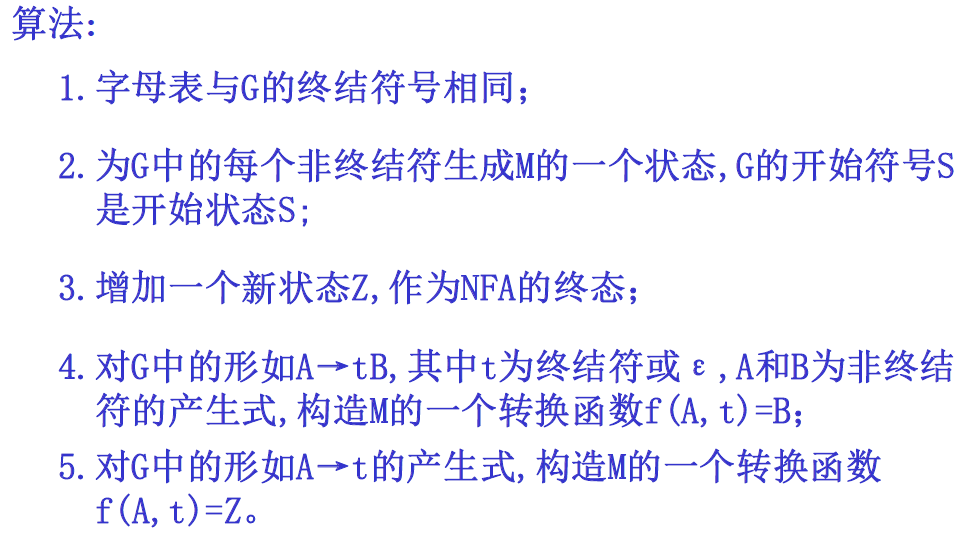 算法:
1.字母表与G的终结符号相同;
2.为G中的每个非终结符生成M的一个状态,G的开始符号S
是开始状态S;
3.增加一个新状态Z,作为NFA的终态;
4.对G中的形如A→tB,其中t为终结符或ε,A和B为非终结
符的产生式,构造M的一个转换函数f(A,t)=B;
5.对G中的形如A→t的产生式,构造M的一个转换函数
f(A,t)=Z。